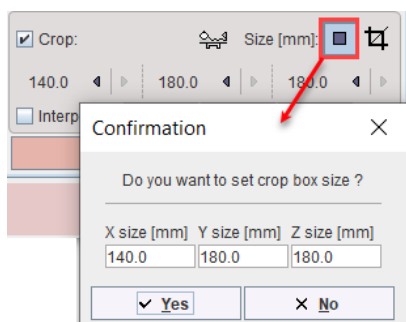 Crop: Size [mm]:
140.0 180.0 180.0
Interp
Confirmation
Do you want to set crop box size ?
X size [mm] Y size [mm] Z size [mm]
140.0 180.0 180.0
Yes No